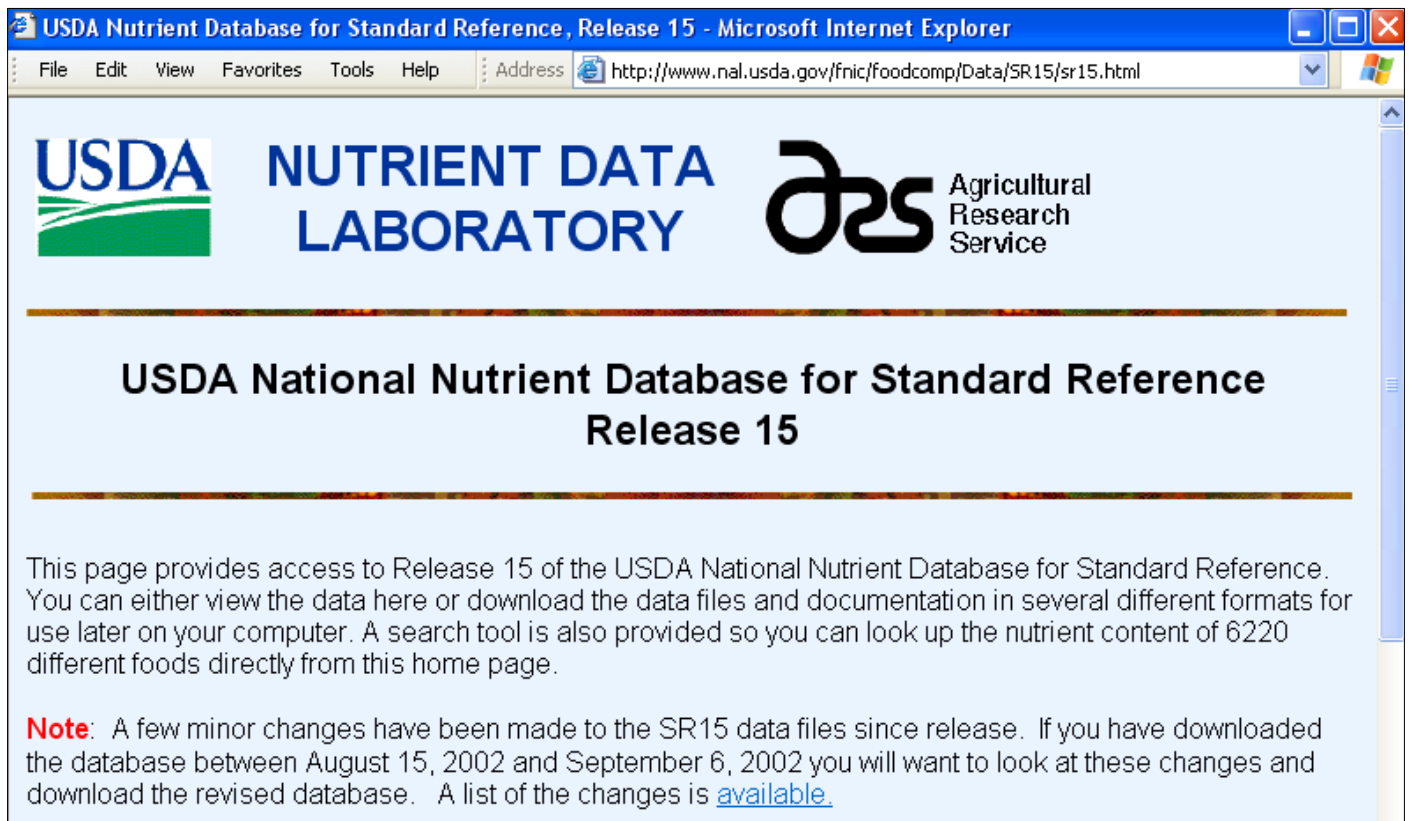 USDA Nutrient Database for Standard Reference, Release 15 - Microsoft Internet Explorer
File Edit View Favorites Tools Help Address http://www.nal.usda.gov/fnic/foodcomp/Data/SR15/sr15.html
USDA
NUTRIENT DATA
LABORATORY
ars
Agricultural
Research
Service
USDA National Nutrient Database for Standard Reference
Release 15
This page provides access to Release 15 of the USDA National Nutrient Database for Standard Reference.
You can either view the data here or download the data files and documentation in several different formats for
use later on your computer. A search tool is also provided so you can look up the nutrient content of 6220
different foods directly from this home page.
Note: A few minor changes have been made to the SR15 data files since release. If you have downloaded
the database between August 15, 2002 and September 6, 2002 you will want to look at these changes and
download the revised database. A list of the changes is available.